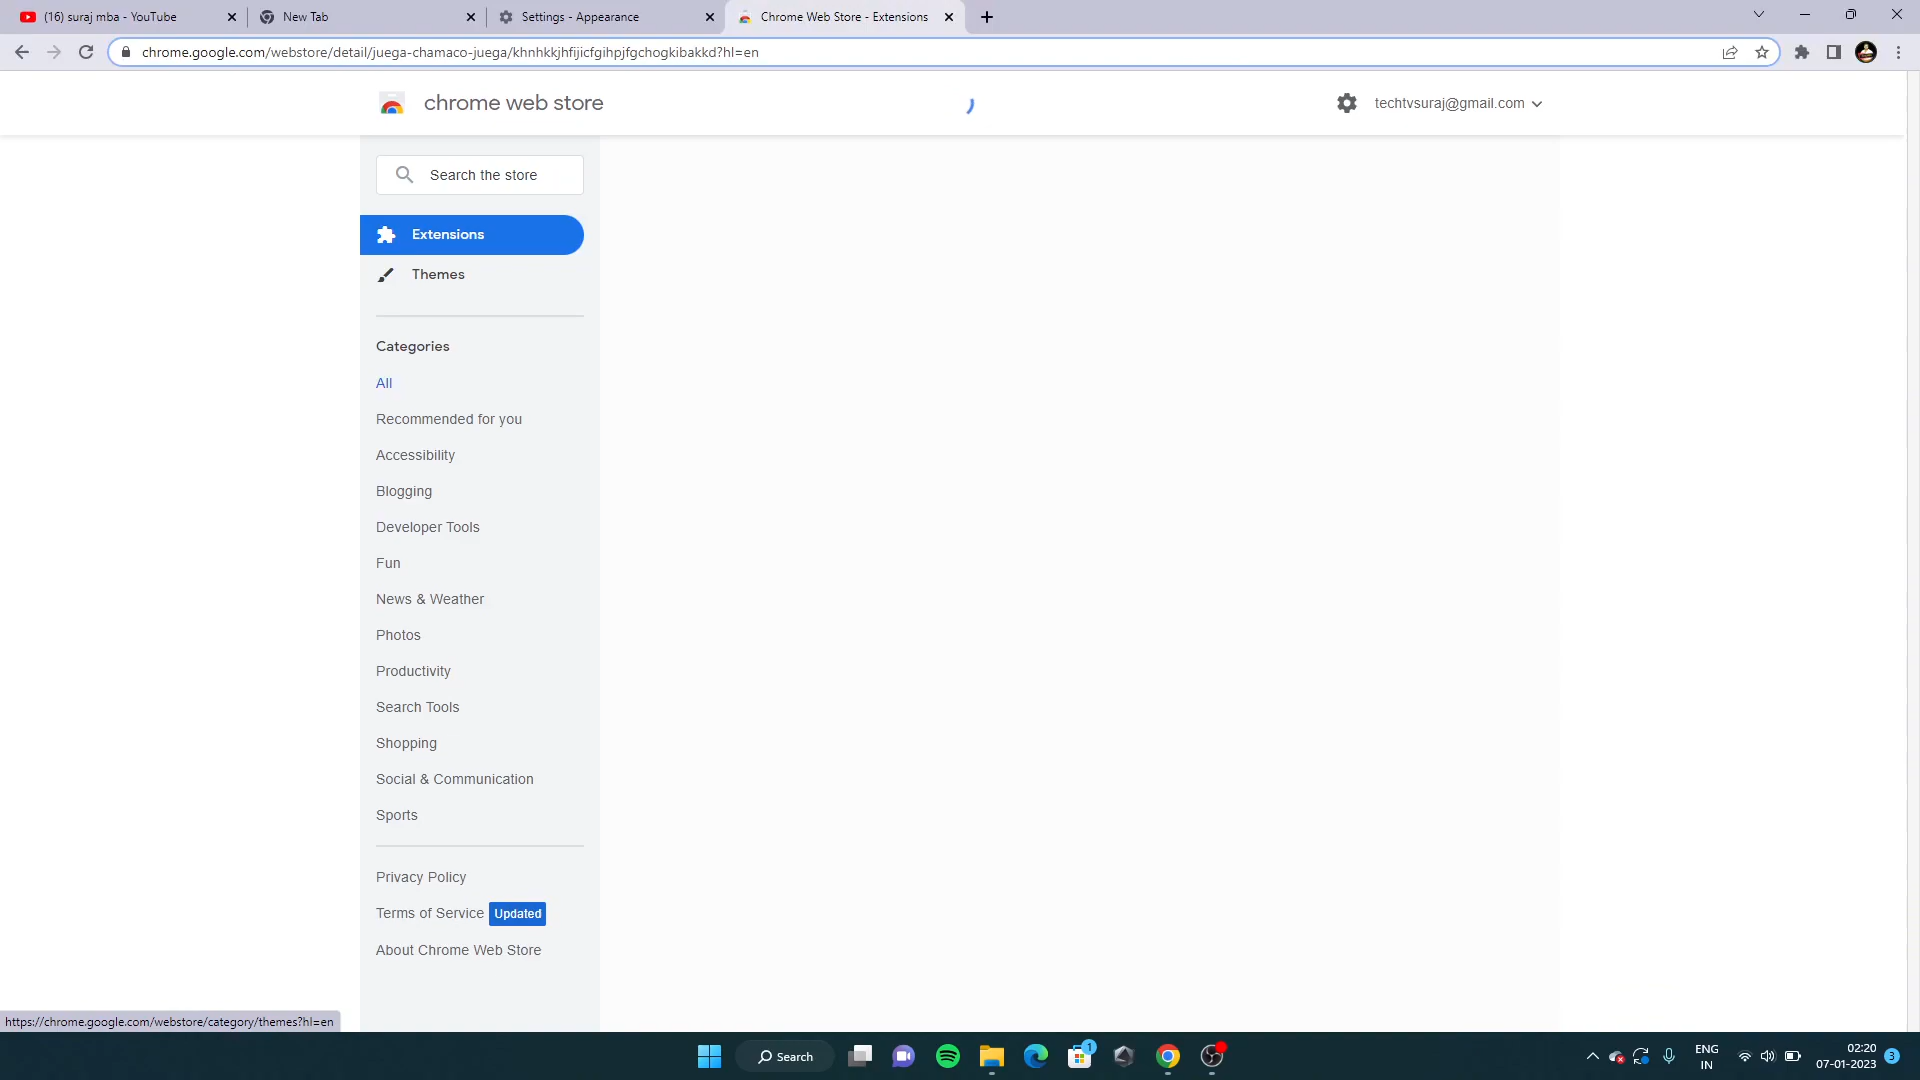 (16) suraj mba - YouTube
New Tab
Settings - Appearance
Chrome Web Store - Extensions
chrome.google.com/webstore/detail/juega-chamaco-juega/khnhkkjhfijicfgihpjfgchogkibakkd?hl=en
chrome web store
techtvsuraj@gmail.com
Search the store
Extensions
Themes
Categories
All
Recommended for you
Accessibility
Blogging
Developer Tools
Fun
News & Weather
Photos
Productivity
Search Tools
Shopping
Social & Communication
Sports
Privacy Policy
Terms of Service Updated
About Chrome Web Store
https://chrome.google.com/webstore/category/themes?hl=en
Search
1
ENG
IN
02:20
07-01-2023
3